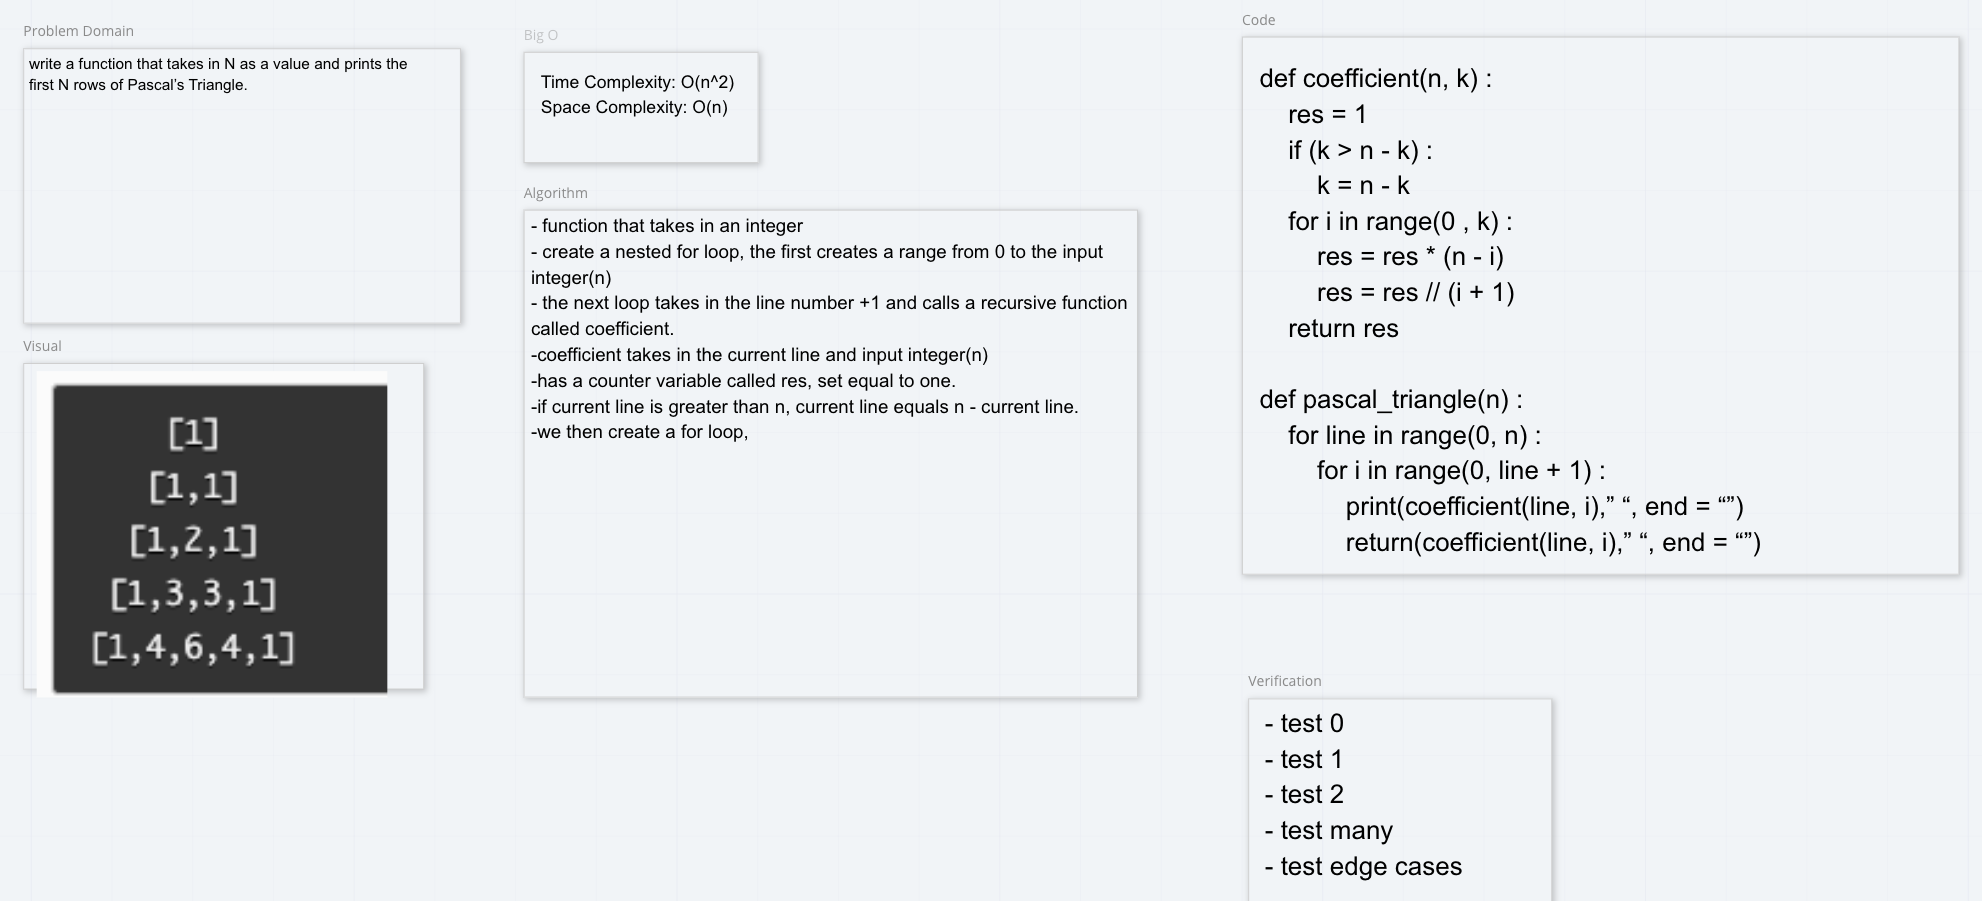 Problem Domain
write a function that takes in N as a value and prints the
first N rows of Pascal's Triangle.
Visual
[1]
[1,1]
[1,2,1]
[1,3,3,1]
[1,4,6,4,1]
Big O
Time Complexity: O(n^2)
Space Complexity: O(n)
Algorithm
- function that takes in an integer
- create a nested for loop, the first creates a range from 0 to the input
integer(n)
- the next loop takes in the line number +1 and calls a recursive function
called coefficient.
-coefficient takes in the current line and input integer(n)
-has a counter variable called res, set equal to one.
-if current line is greater than n, current line equals n - current line.
-we then create a for loop,
Code
def coefficient(n, k) :
    res = 1
    if (k > n - k) :
        k = n - k
    for i in range(0 , k) :
        res = res * (n - i)
        res = res // (i + 1)
    return res

def pascal_triangle(n) :
    for line in range(0, n) :
        for i in range(0, line + 1) :
            print(coefficient(line, i),” “, end = “”)
            return(coefficient(line, i),” “, end = “”)
Verification
- test 0
- test 1
- test 2
- test many
- test edge cases